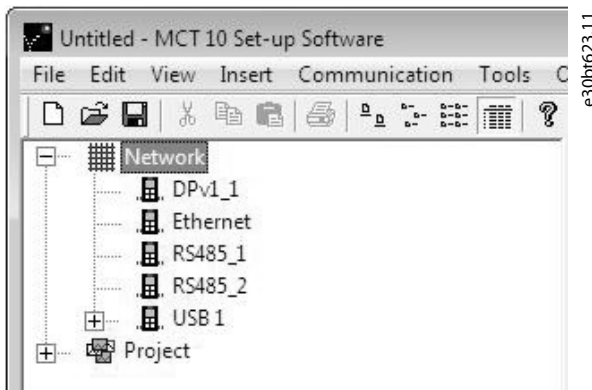 Untitled - MCT 10 Set-up Software
File Edit View Insert Communication Tools
Network
DPv1_1
Ethernet
RS485_1
RS485_2
USB 1
Project
e30bt623.11